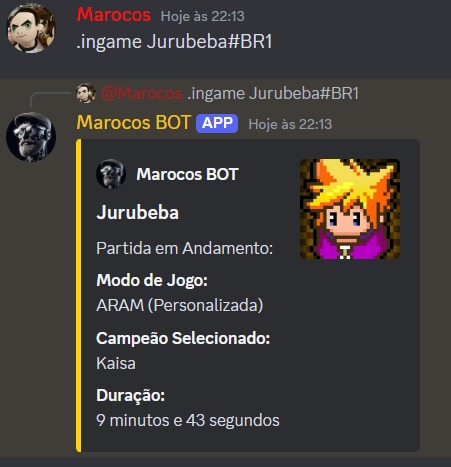 Marocos Hoje às 22:13
.ingame Jurubeba#BR1
@Marocos .ingame Jurubeba#BR1
Marocos BOT APP Hoje às 22:13
Marocos BOT
Jurubeba
Partida em Andamento:
Modo de Jogo:
ARAM (Personalizada)
Campeão Selecionado:
Kaisa
Duração:
9 minutos e 43 segundos